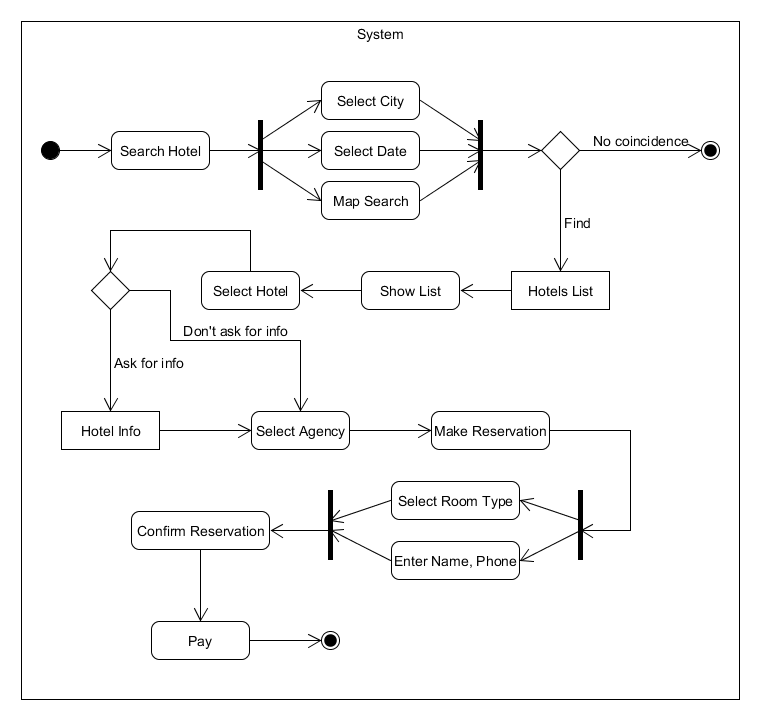 System
Select City
Search Hotel
Select Date
No coincidence
Map Search
Find
Select Hotel
Show List
Hotels List
Don't ask for info
Ask for info
Hotel Info
Select Agency
Make Reservation
Select Room Type
Confirm Reservation
Enter Name, Phone
Pay